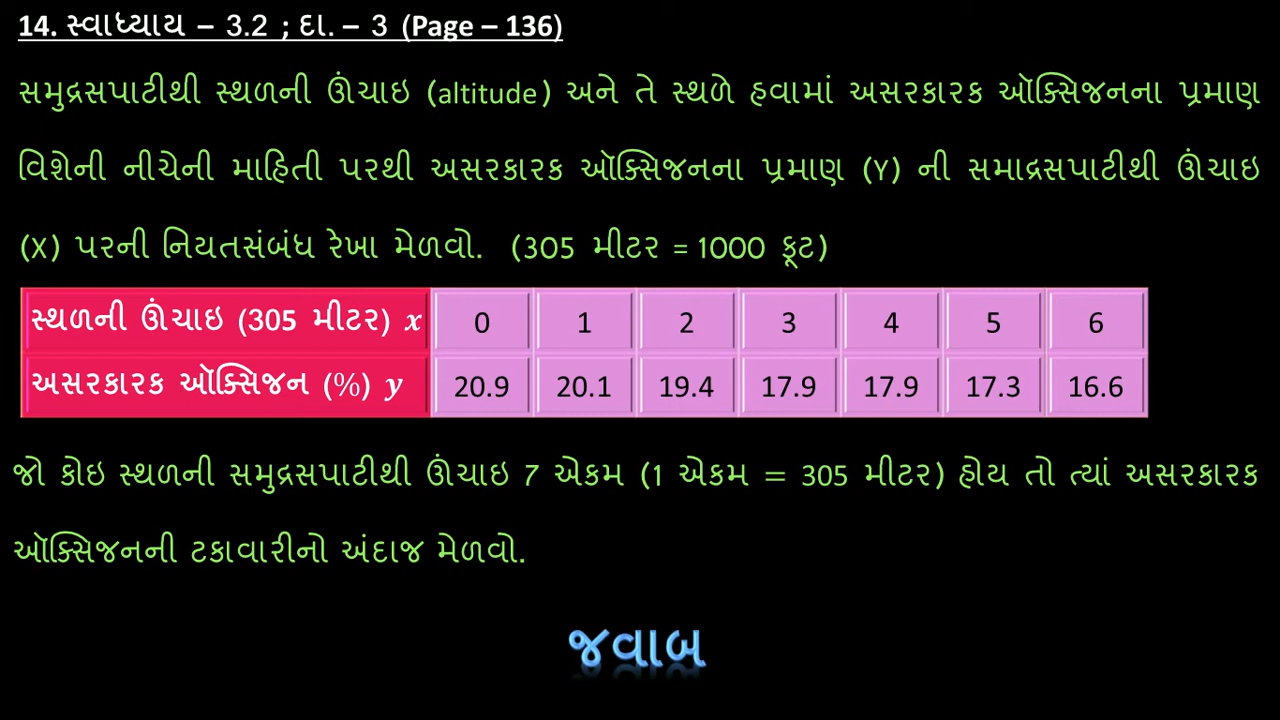 14. સ્વાધ્યાય – 3.2 ; દા. – 3 (Page – 136)
સમુદ્રસપાટીથી સ્થળની ઊંચાઇ (altitude) અને તે સ્થળે હવામાં અસરકારક ઑક્સિજનના પ્રમાણ
વિશેની નીચેની માહિતી પરથી અસરકારક ઑક્સિજનના પ્રમાણ (Y) ની સમાદ્રસપાટીથી ઊંચાઇ
(X) પરની નિયતસંબંધ રેખા મેળવો. (305 મીટર = 1000 ફૂટ)
સ્થળની ઊંચાઇ (305 મીટર) x 0 1 2 3 4 5 6
અસરકારક ઑક્સિજન (%) y 20.9 20.1 19.4 17.9 17.9 17.3 16.6
જો કોઇ સ્થળની સમુદ્રસપાટીથી ઊંચાઇ 7 એકમ (1 એકમ = 305 મીટર) હોય તો ત્યાં અસરકારક
ઑક્સિજનની ટકાવારીનો અંદાજ મેળવો.
જવાબ